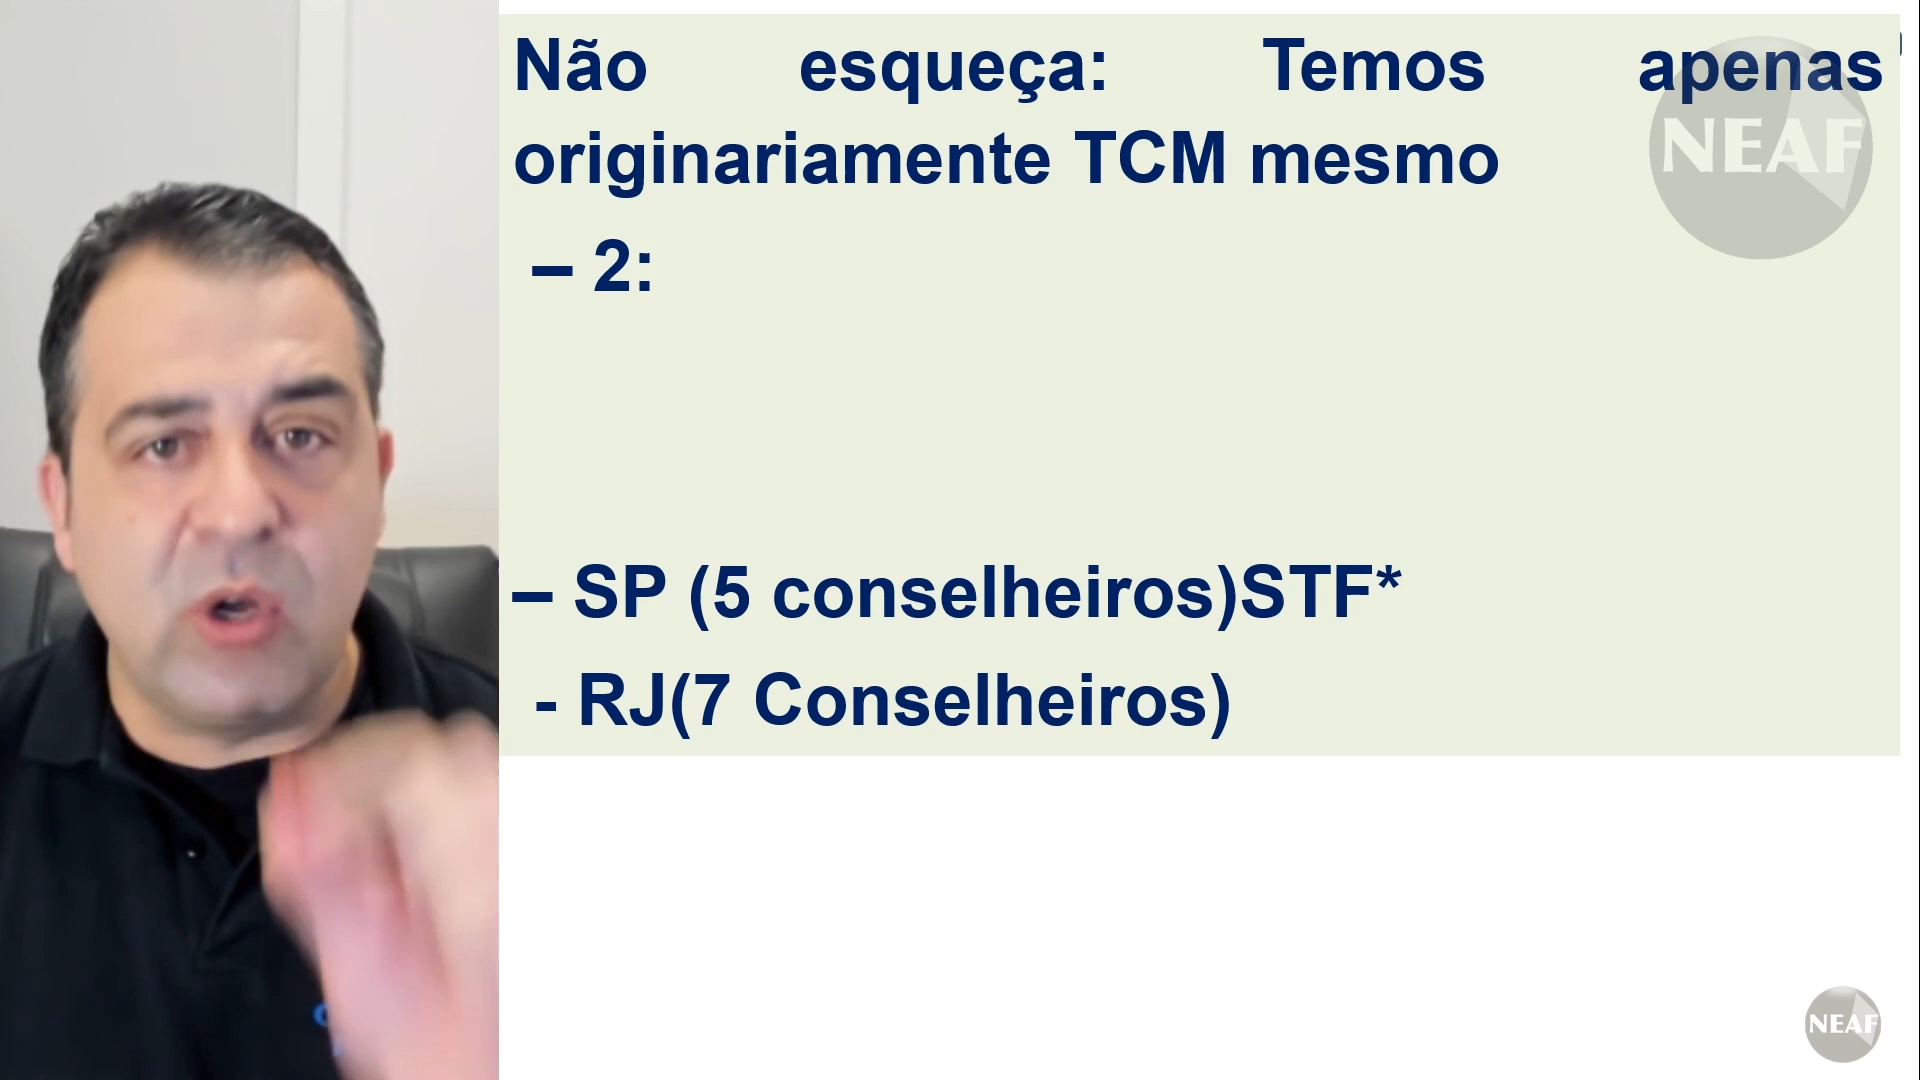 Não esqueça: Temos apenas
originariamente TCM mesmo
– 2:
– SP (5 conselheiros)STF*
- RJ(7 Conselheiros)
NEAF
NEAF